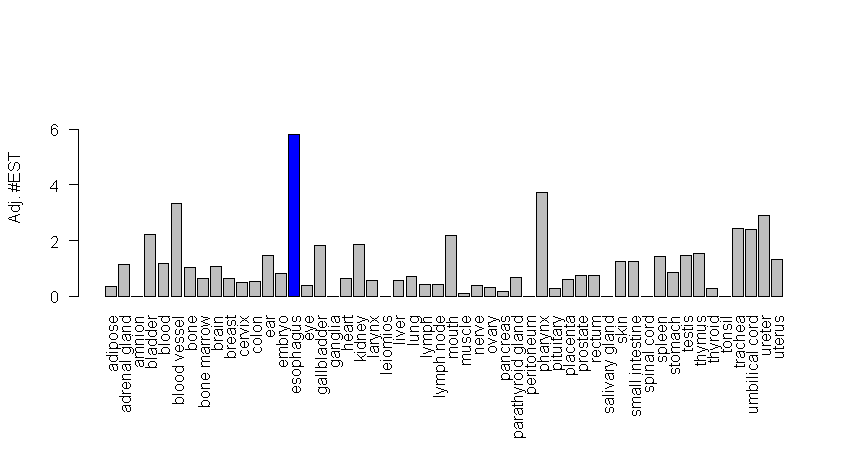 Adj. #EST
6
4
2
0
adipose
adrenal gland
amnion
bladder
blood
blood vessel
bone
bone marrow
brain
breast
cervix
colon
ear
embryo
esophagus
eye
gallbladder
ganglia
heart
kidney
larynx
leiomios
liver
lung
lymph
lymph node
mouth
muscle
nerve
ovary
pancreas
parathyroid gland
peritoneum
pharynx
pituitary
placenta
prostate
rectum
salivary gland
skin
small intestine
spinal cord
spleen
stomach
testis
thymus
thyroid
tonsil
trachea
umbilical cord
ureter
uterus